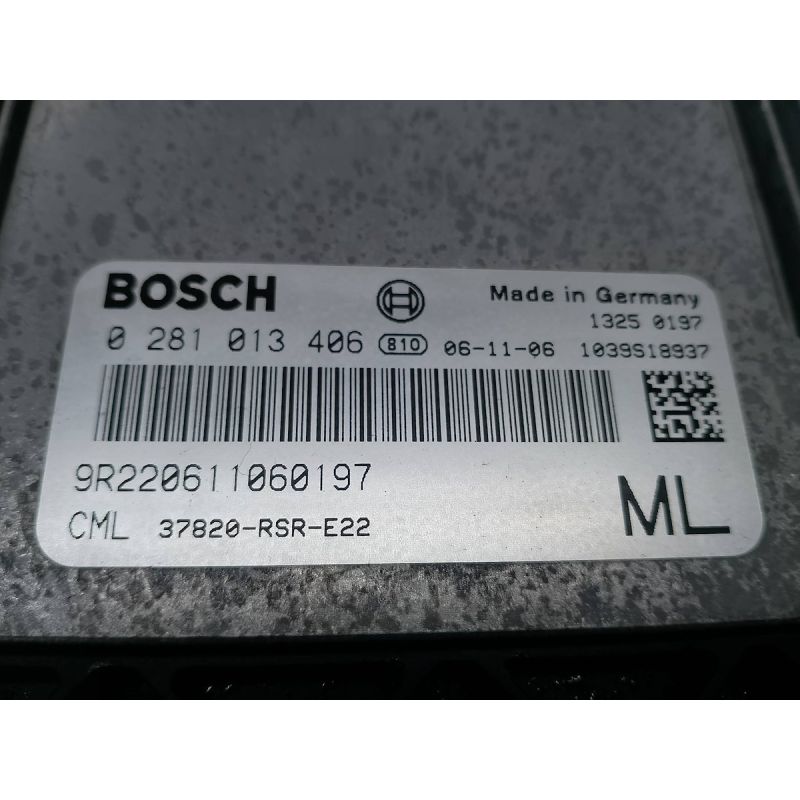 BOSCH Made in Germany
1325 0197
0 281 013 406 810 06-11-06 1039S18937
9R220611060197
CML 37820-RSR-E22 ML